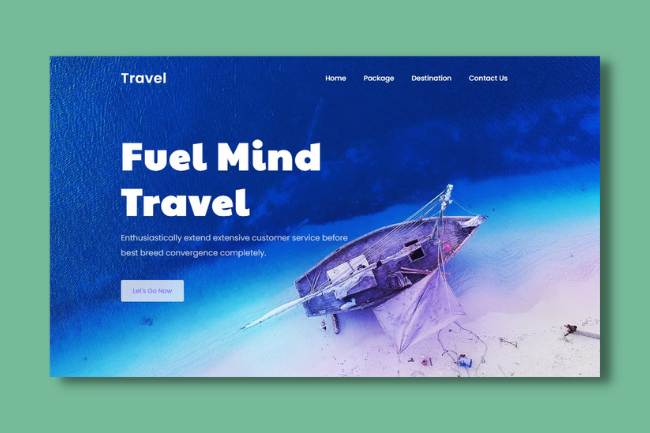 Travel
Home Package Destination Contact Us
Fuel Mind
Travel
Enthusiastically extend extensive customer service before
best breed convergence completely.
Let's Go Now